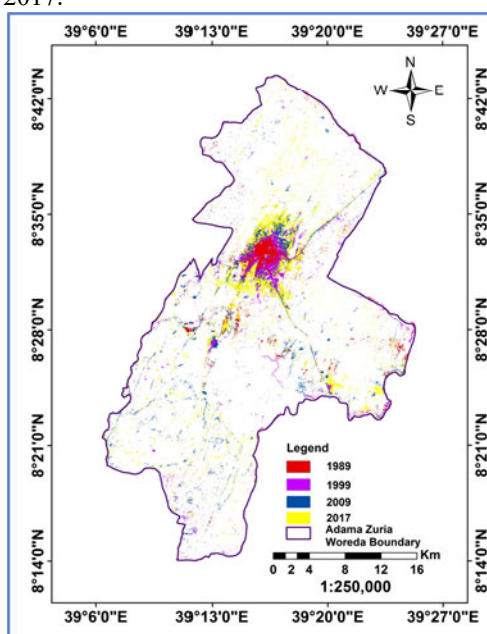 2017.
39°6'0"E 39°13'0"E 39°20'0"E 39°27'0"E
N
W E
S
8°42'0"N 8°42'0"N
8°35'0"N 8°35'0"N
8°28'0"N 8°28'0"N
8°21'0"N 8°21'0"N
8°14'0"N 8°14'0"N
Legend
1989
1999
2009
2017
Adama Zuria
Woreda Boundary
Km
0 2 4 8 12 16
1:250,000
39°6'0"E 39°13'0"E 39°20'0"E 39°27'0"E